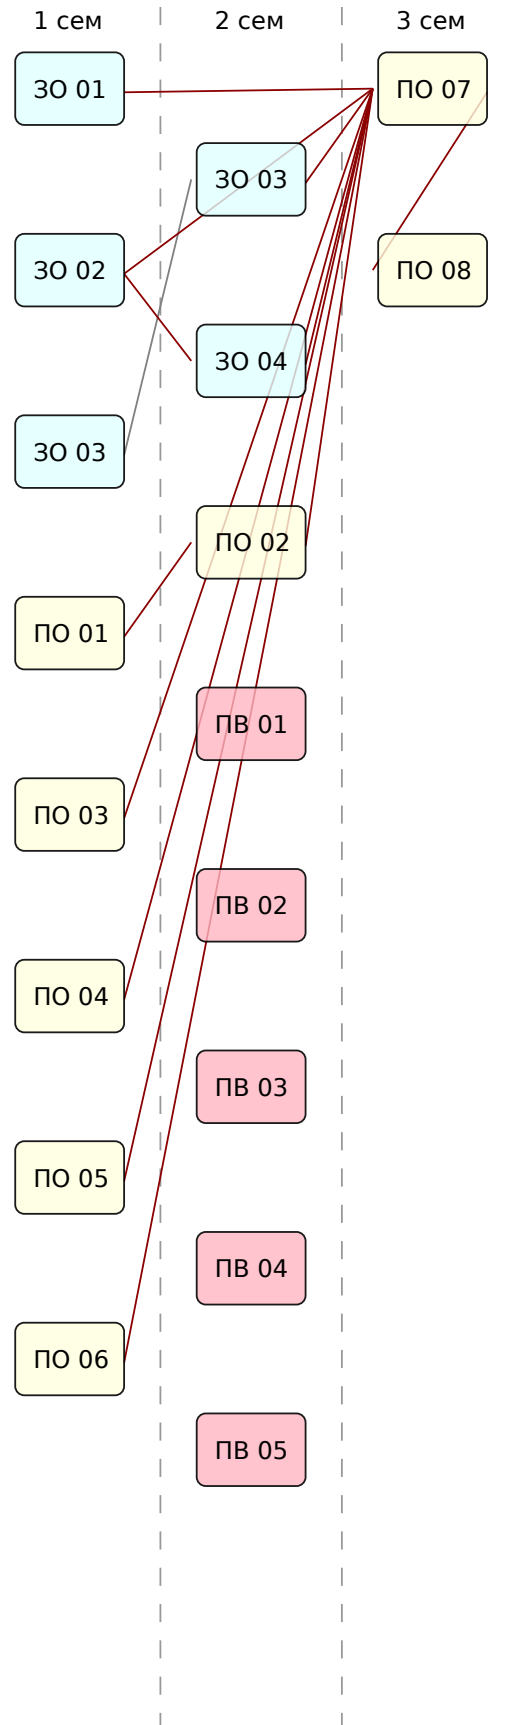 1 сем 2 сем 3 сем
ЗО 01 ПО 07
ЗО 03
ЗО 02 ПО 08
ЗО 04
ЗО 03
ПО 02
ПО 01
ПВ 01
ПО 03
ПВ 02
ПО 04
ПВ 03
ПО 05
ПВ 04
ПО 06
ПВ 05